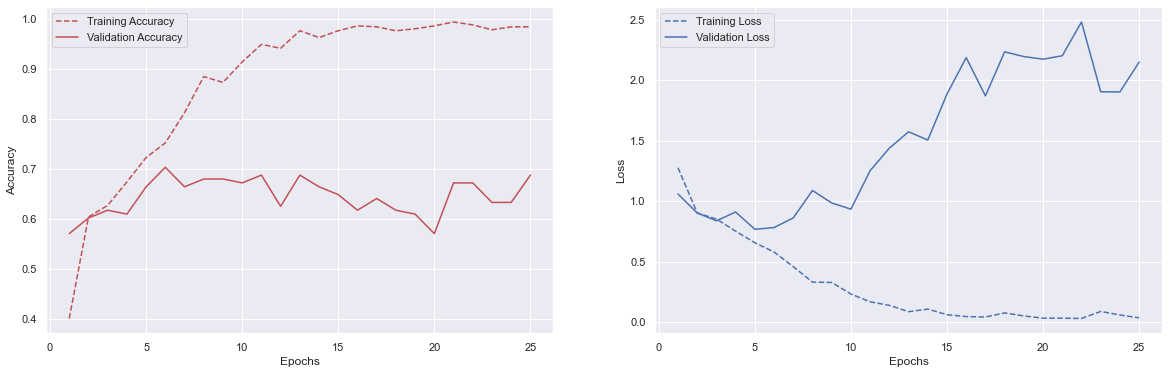 Training Accuracy
Validation Accuracy
1.0
0.9
0.8
0.7
0.6
0.5
0.4
Accuracy
0 5 10 15 20 25
Epochs
Training Loss
Validation Loss
2.5
2.0
1.5
1.0
0.5
0.0
Loss
0 5 10 15 20 25
Epochs